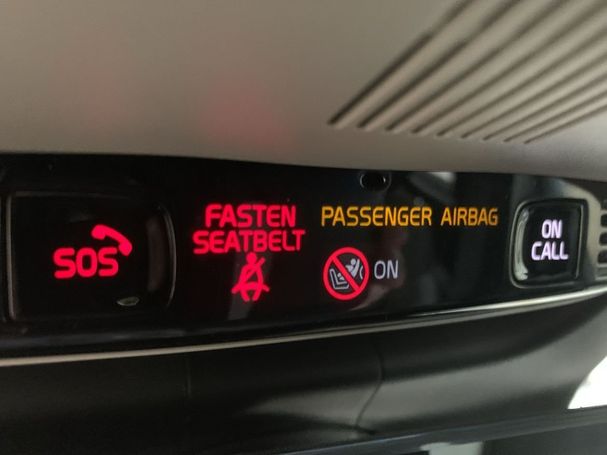 SOS
FASTEN
SEATBELT
PASSENGER AIRBAG
ON
ON
CALL